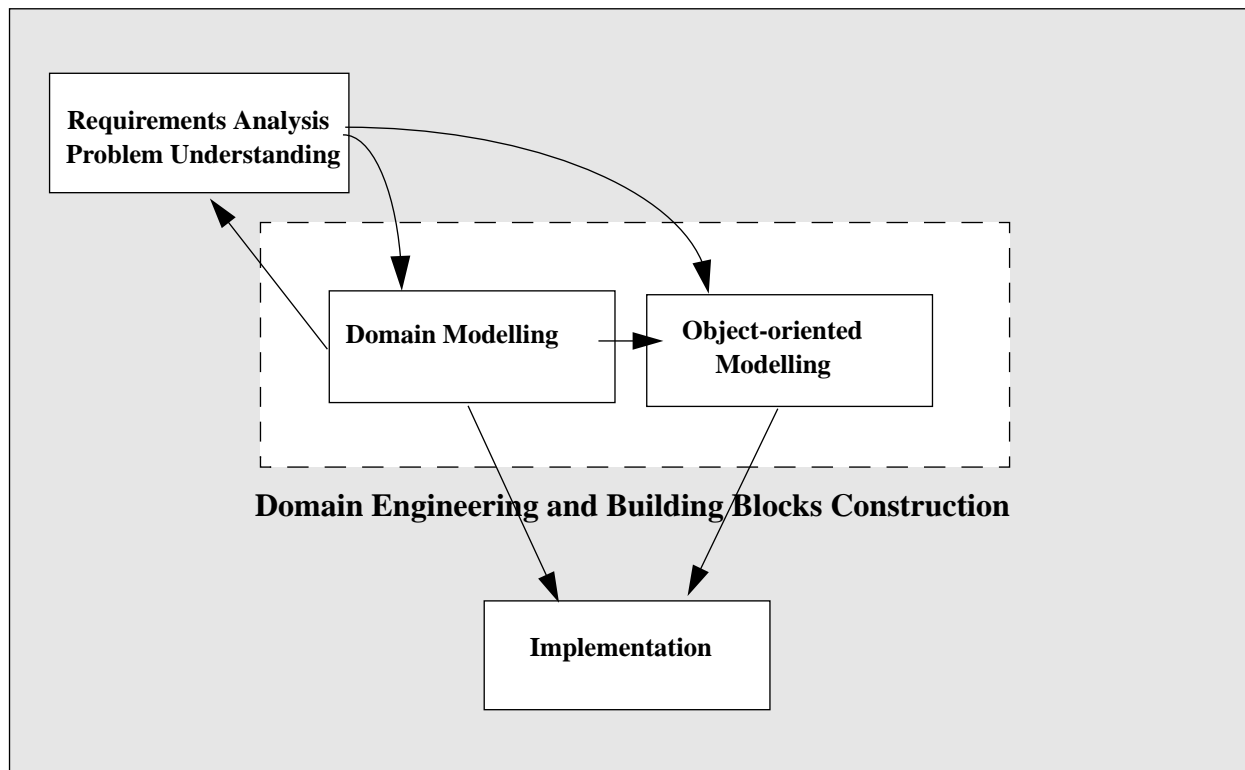 Requirements Analysis
Problem Understanding
Domain Modelling
Object-oriented
Modelling
Domain Engineering and Building Blocks Construction
Implementation